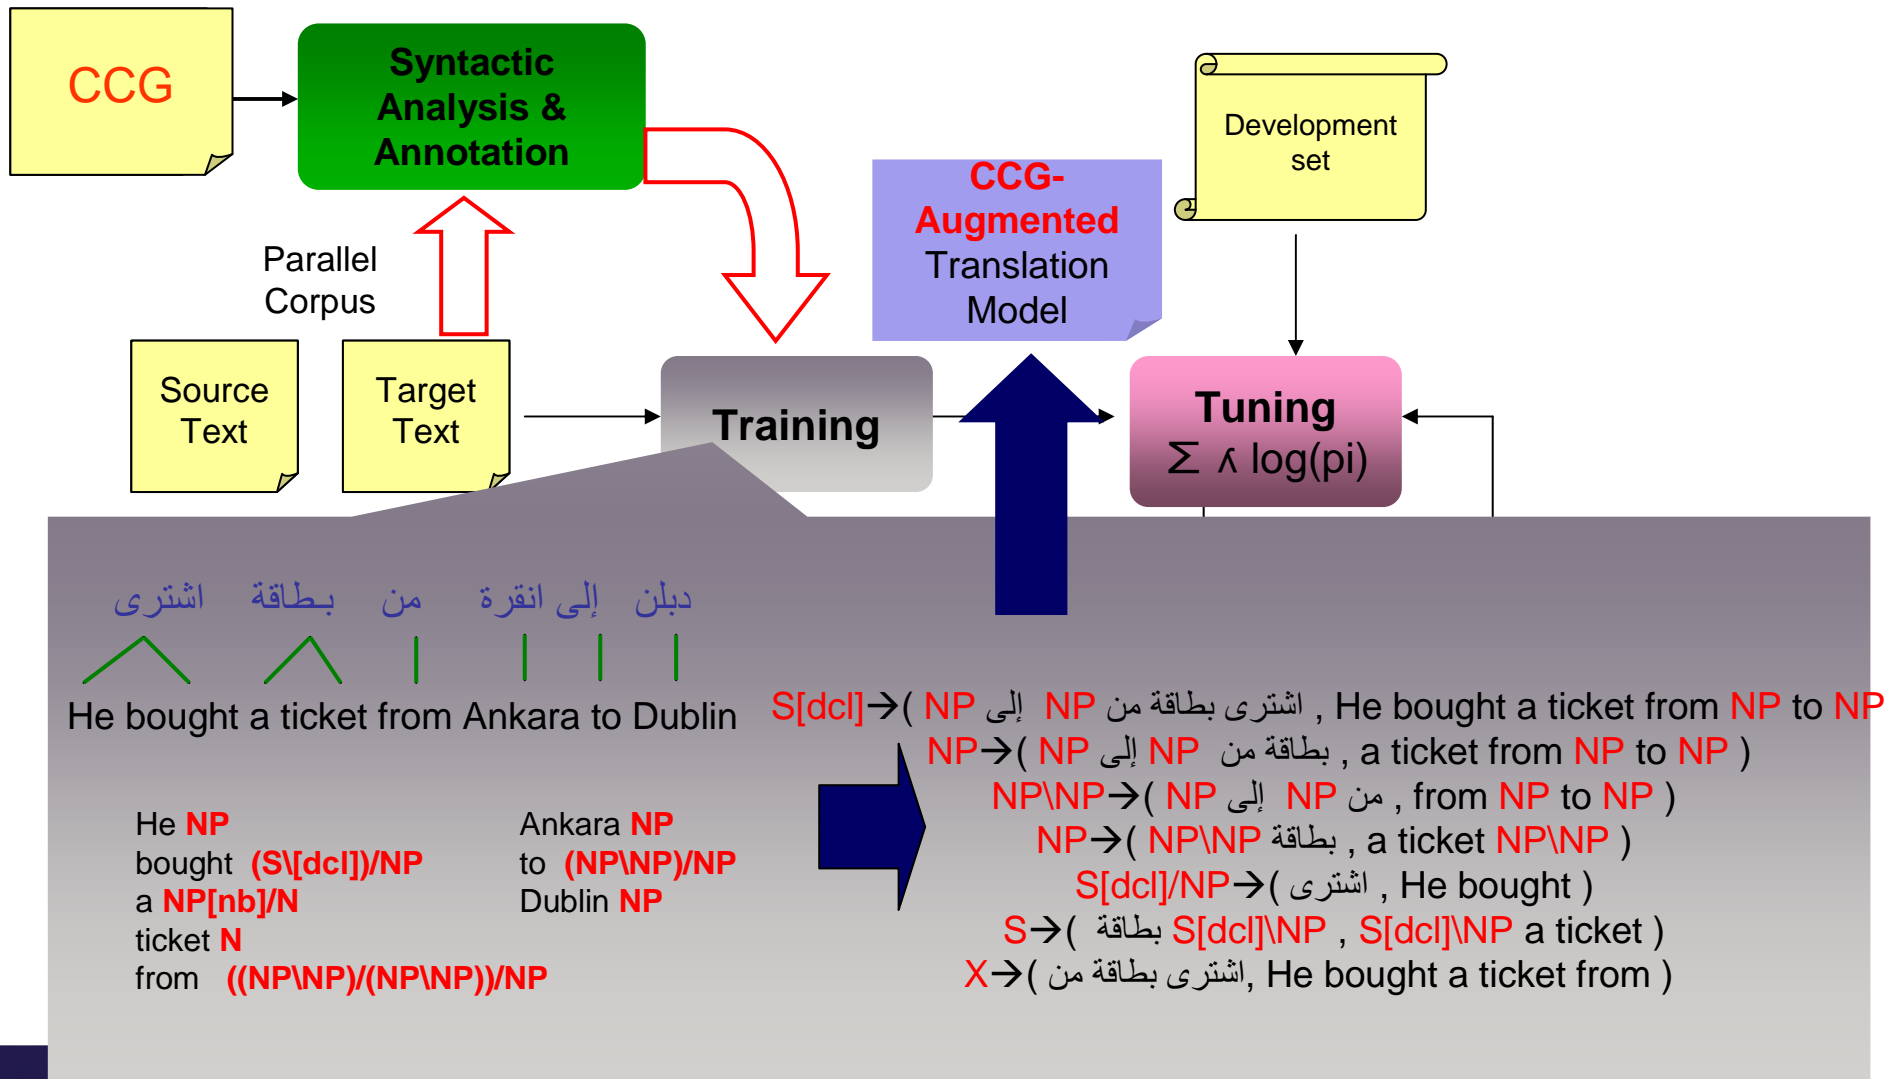 CCG
Syntactic
Analysis &
Annotation
Development
set
CCG-
Augmented
Translation
Model
Parallel
Corpus
Source
Text
Target
Text
Training
Tuning
Σ ʎ log(pi)
اشترى بطاقة من انقرة إلى دبلن
He bought a ticket from Ankara to Dublin
He NP
bought (S\[dcl])/NP
a NP[nb]/N
ticket N
from ((NP\NP)/(NP\NP))/NP
Ankara NP
to (NP\NP)/NP
Dublin NP
S[dcl]→( اشترى بطاقة من NP إلى NP , He bought a ticket from NP to NP
NP→( بطاقة من NP إلى NP , a ticket from NP to NP )
NP\NP→( من NP إلى NP , from NP to NP )
NP→( بطاقة NP\NP , a ticket NP\NP )
S[dcl]/NP→( اشترى , He bought )
S→( بطاقة S[dcl]\NP , S[dcl]\NP a ticket )
X→( اشترى بطاقة من , He bought a ticket from )